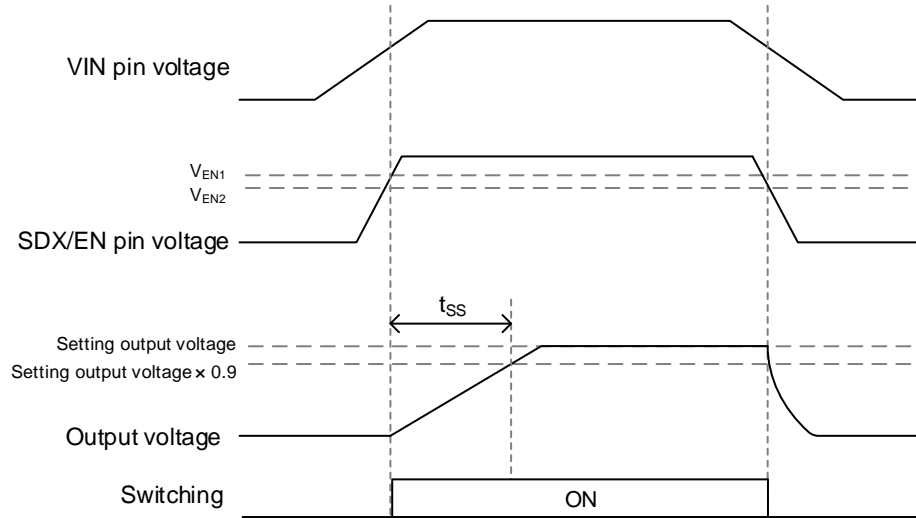 VIN pin voltage
VEN1
VEN2
SDX/EN pin voltage
tSS
Setting output voltage
Setting output voltage × 0.9
Output voltage
Switching
ON